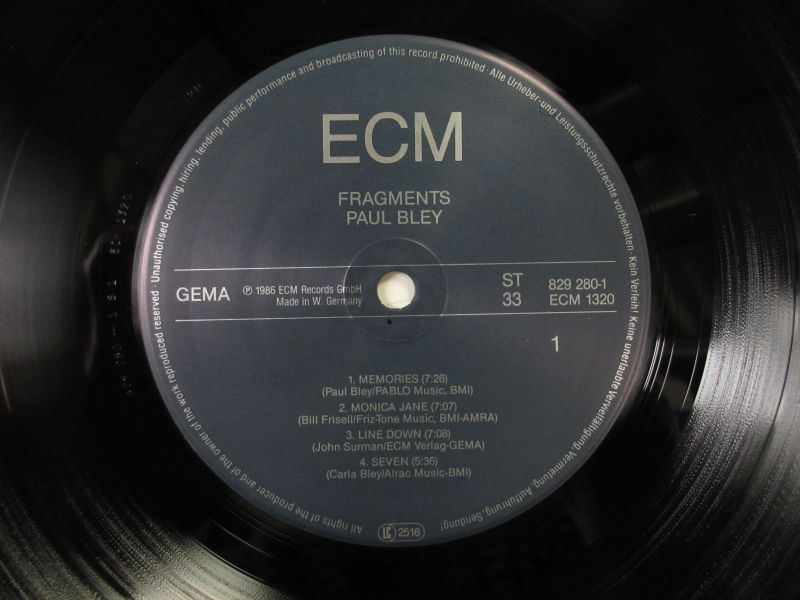 ECM
FRAGMENTS
PAUL BLEY
GEMA
℗ 1986 ECM Records GmbH
Made in W. Germany
ST
33
829 280-1
ECM 1320
1
1. MEMORIES (7:26)
(Paul Bley/PABLO Music, BMI)
2. MONICA JANE (7:07)
(Bill Frisell/Friz-Tone Music, BMI-AMRA)
3. LINE DOWN (7:08)
(John Surman/ECM Verlag-GEMA)
4. SEVEN (5:36)
(Carla Bley/Alrac Music-BMI)
All rights of the producer and of the owner of the work reproduced reserved · Unauthorised copying, hiring, lending, public performance and broadcasting of this record prohibited · Alle Urheber- und Leistungsschutzrechte vorbehalten · Kein Verleih! Keine unerlaubte Vervielfältigung, Vermietung, Aufführung, Sendung!
LC 2516